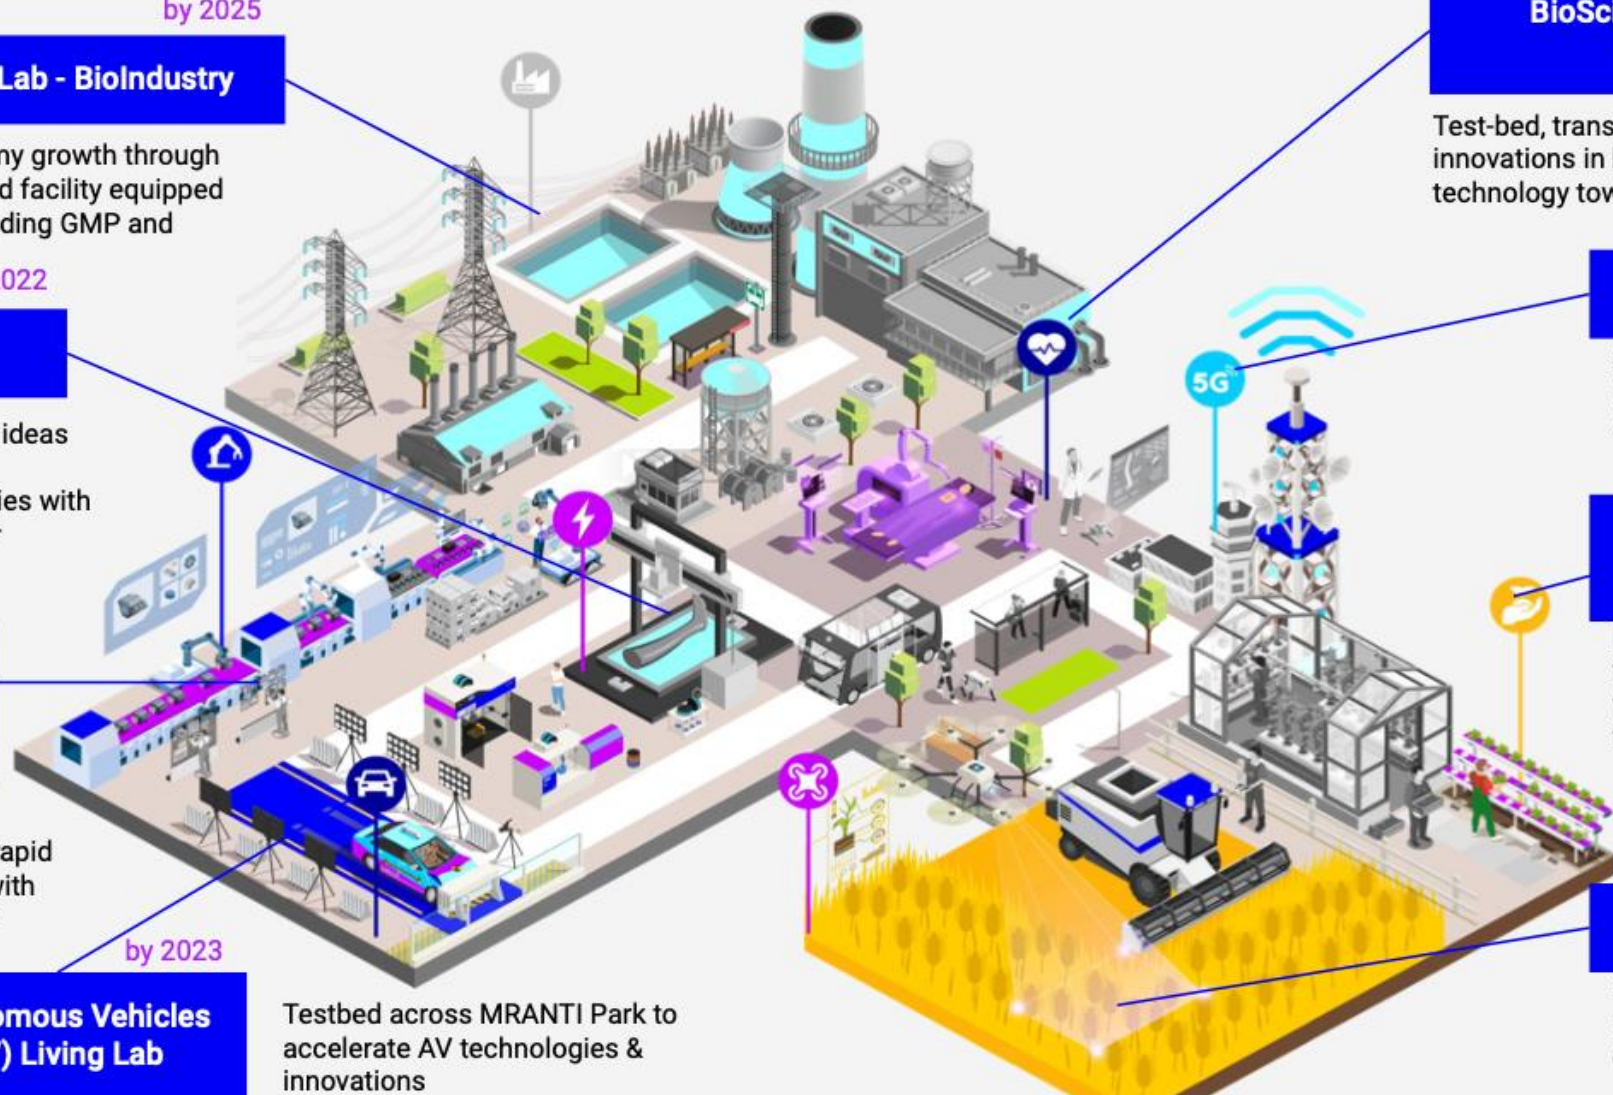 by 2025
Lab - BioIndustry
my growth through
d facility equipped
ding GMP and
022
ideas
ies with
apid
with
by 2023
omous Vehicles
) Living Lab
Testbed across MRANTI Park to
accelerate AV technologies &
innovations
5G
BioSc
Test-bed, trans
innovations in
technology tow